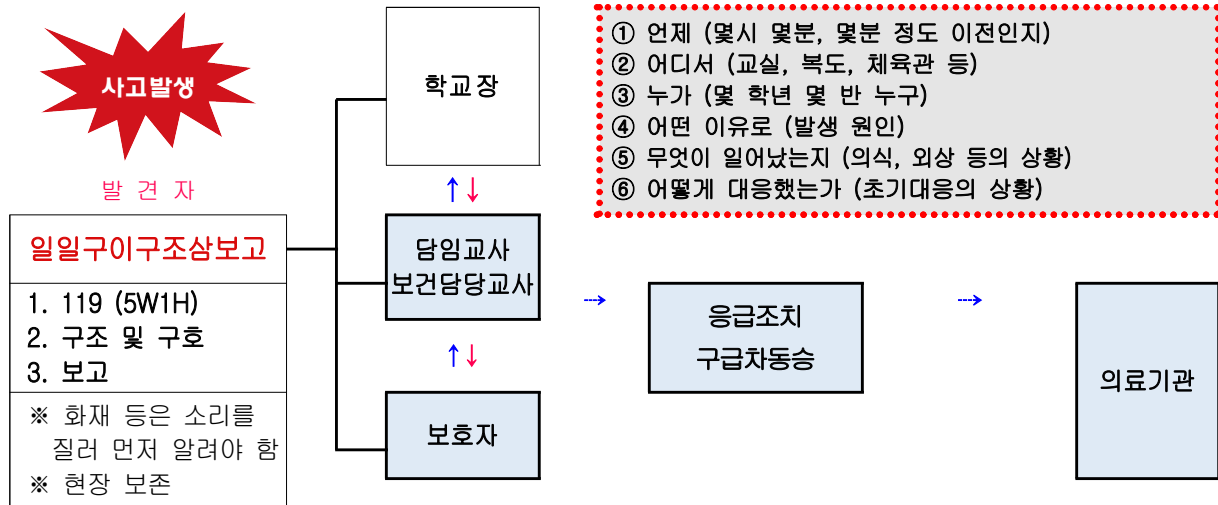 사고발생
발 견 자
일일구이구조삼보고
1. 119 (5W1H)
2. 구조 및 구호
3. 보고
※ 화재 등은 소리를
질러 먼저 알려야 함
※ 현장 보존
학교장
↑↓
담임교사
보건담당교사
↑↓
보호자
① 언제 (몇시 몇분, 몇분 정도 이전인지)
② 어디서 (교실, 복도, 체육관 등)
③ 누가 (몇 학년 몇 반 누구)
④ 어떤 이유로 (발생 원인)
⑤ 무엇이 일어났는지 (의식, 외상 등의 상황)
⑥ 어떻게 대응했는가 (초기대응의 상황)
→
응급조치
구급차동승
→
의료기관